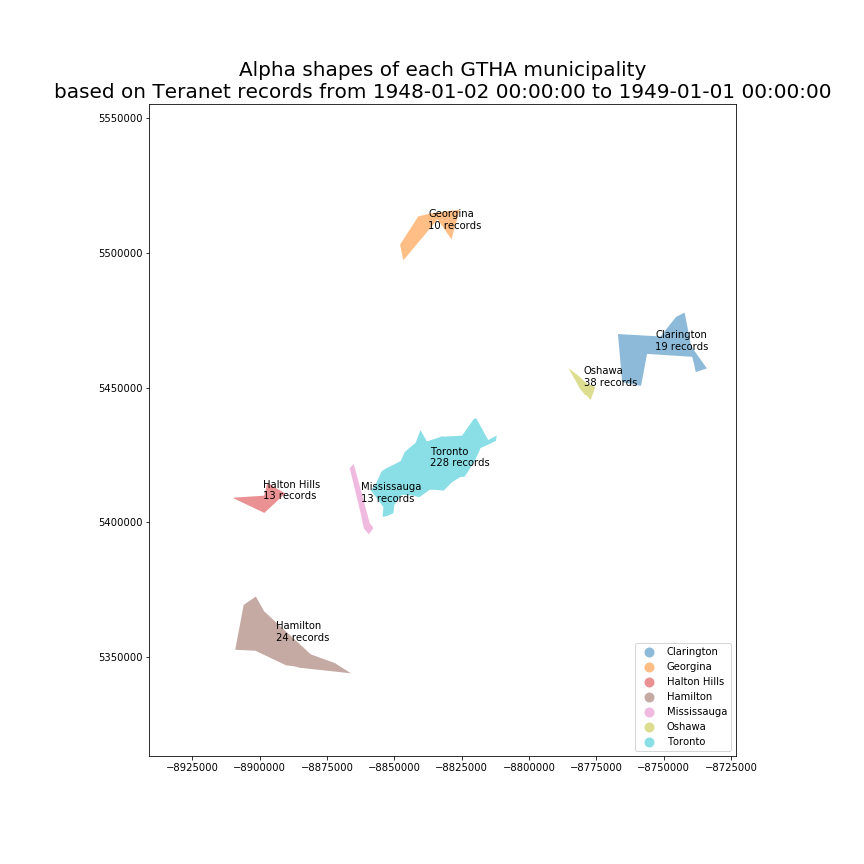 Alpha shapes of each GTHA municipality
based on Teranet records from 1948-01-02 00:00:00 to 1949-01-01 00:00:00
5550000
5500000
5450000
5400000
5350000
Georgina
10 records
Clarington
19 records
Oshawa
38 records
Toronto
228 records
Mississauga
13 records
Halton Hills
13 records
Hamilton
24 records
Clarington
Georgina
Halton Hills
Hamilton
Mississauga
Oshawa
Toronto
−8925000 −8900000 −8875000 −8850000 −8825000 −8800000 −8775000 −8750000 −8725000